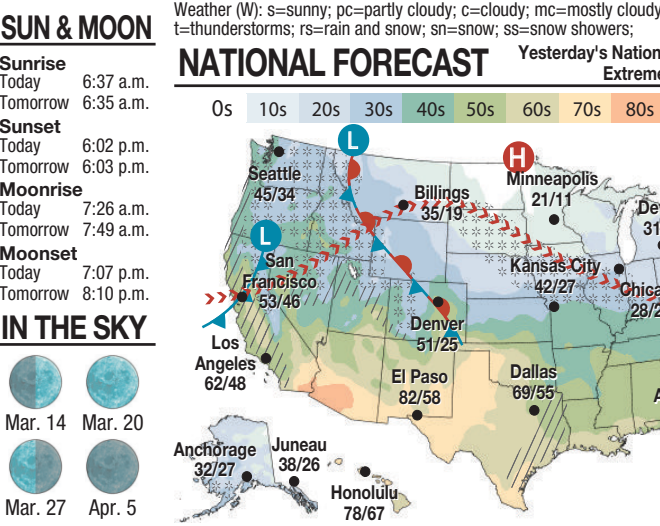 SUN & MOON
Sunrise
Today 6:37 a.m.
Tomorrow 6:35 a.m.
Sunset
Today 6:02 p.m.
Tomorrow 6:03 p.m.
Moonrise
Today 7:26 a.m.
Tomorrow 7:49 a.m.
Moonset
Today 7:07 p.m.
Tomorrow 8:10 p.m.
IN THE SKY
Mar. 14 Mar. 20
Mar. 27 Apr. 5
Weather (W): s=sunny; pc=partly cloudy; c=cloudy; mc=mostly cloudy
t=thunderstorms; rs=rain and snow; sn=snow; ss=snow showers;
NATIONAL FORECAST
Yesterday's Nation
Extreme
0s 10s 20s 30s 40s 50s 60s 70s 80s
L
H
Seattle
45/34
Billings
35/19
Minneapolis
21/11
De
31
L
San
Francisco
53/46
Kansas City
42/27
Chica
28/2
Denver
51/25
Los
Angeles
62/48
El Paso
82/58
Dallas
69/55
A
Anchorage
32/27
Juneau
38/26
Honolulu
78/67